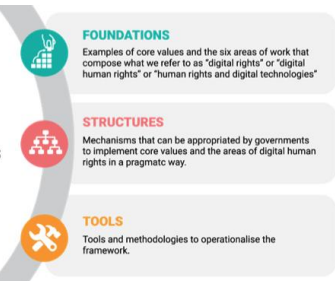 FOUNDATIONS
Examples of core values and the six areas of work that
compose what we refer to as "digital rights" or "digital
human rights" or "human rights and digital technologies"
STRUCTURES
Mechanisms that can be appropriated by governments
to implement core values and the areas of digital human
rights in a pragmatc way.
TOOLS
Tools and methodologies to operationalise the
framework.